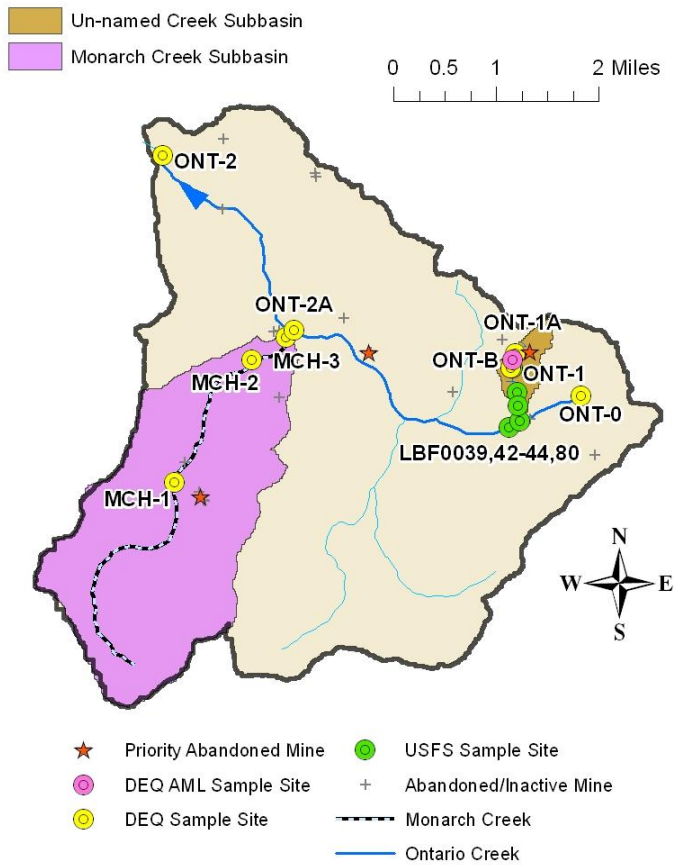 Un-named Creek Subbasin
Monarch Creek Subbasin
0 0.5 1 2 Miles
ONT-2
ONT-2A
ONT-1A
MCH-3
ONT-B
ONT-1
MCH-2
ONT-0
LBF0039,42-44,80
MCH-1
N
W E
S
Priority Abandoned Mine
USFS Sample Site
DEQ AML Sample Site
Abandoned/Inactive Mine
DEQ Sample Site
Monarch Creek
Ontario Creek